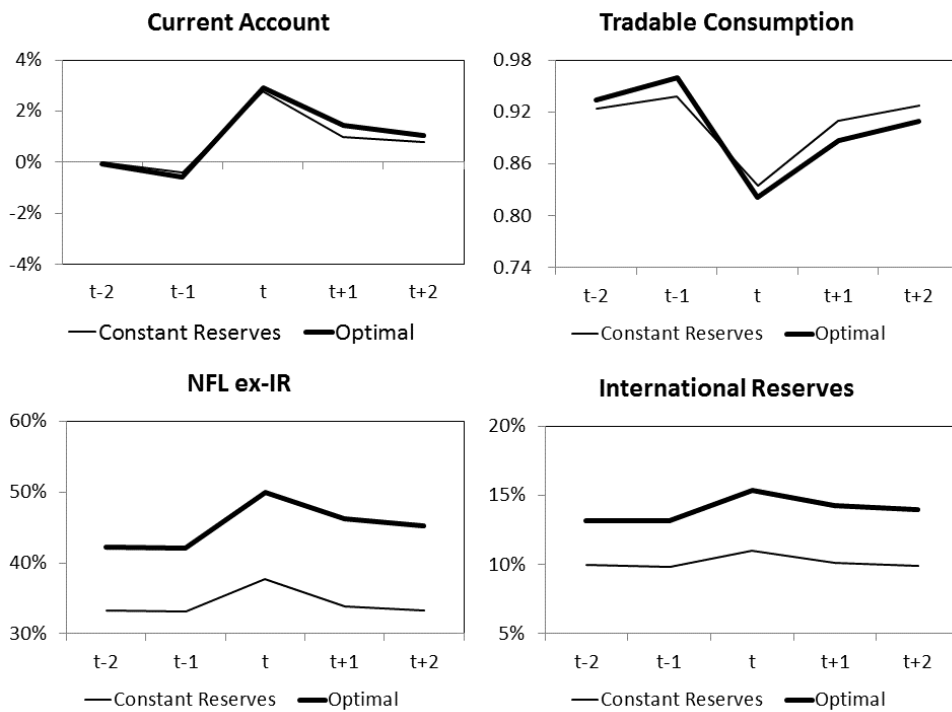 Current Account
4%
2%
0%
-2%
-4%
t-2 t-1 t t+1 t+2
Constant Reserves Optimal
Tradable Consumption
0.98
0.92
0.86
0.80
0.74
t-2 t-1 t t+1 t+2
Constant Reserves Optimal
NFL ex-IR
60%
50%
40%
30%
t-2 t-1 t t+1 t+2
Constant Reserves Optimal
International Reserves
20%
15%
10%
5%
t-2 t-1 t t+1 t+2
Constant Reserves Optimal